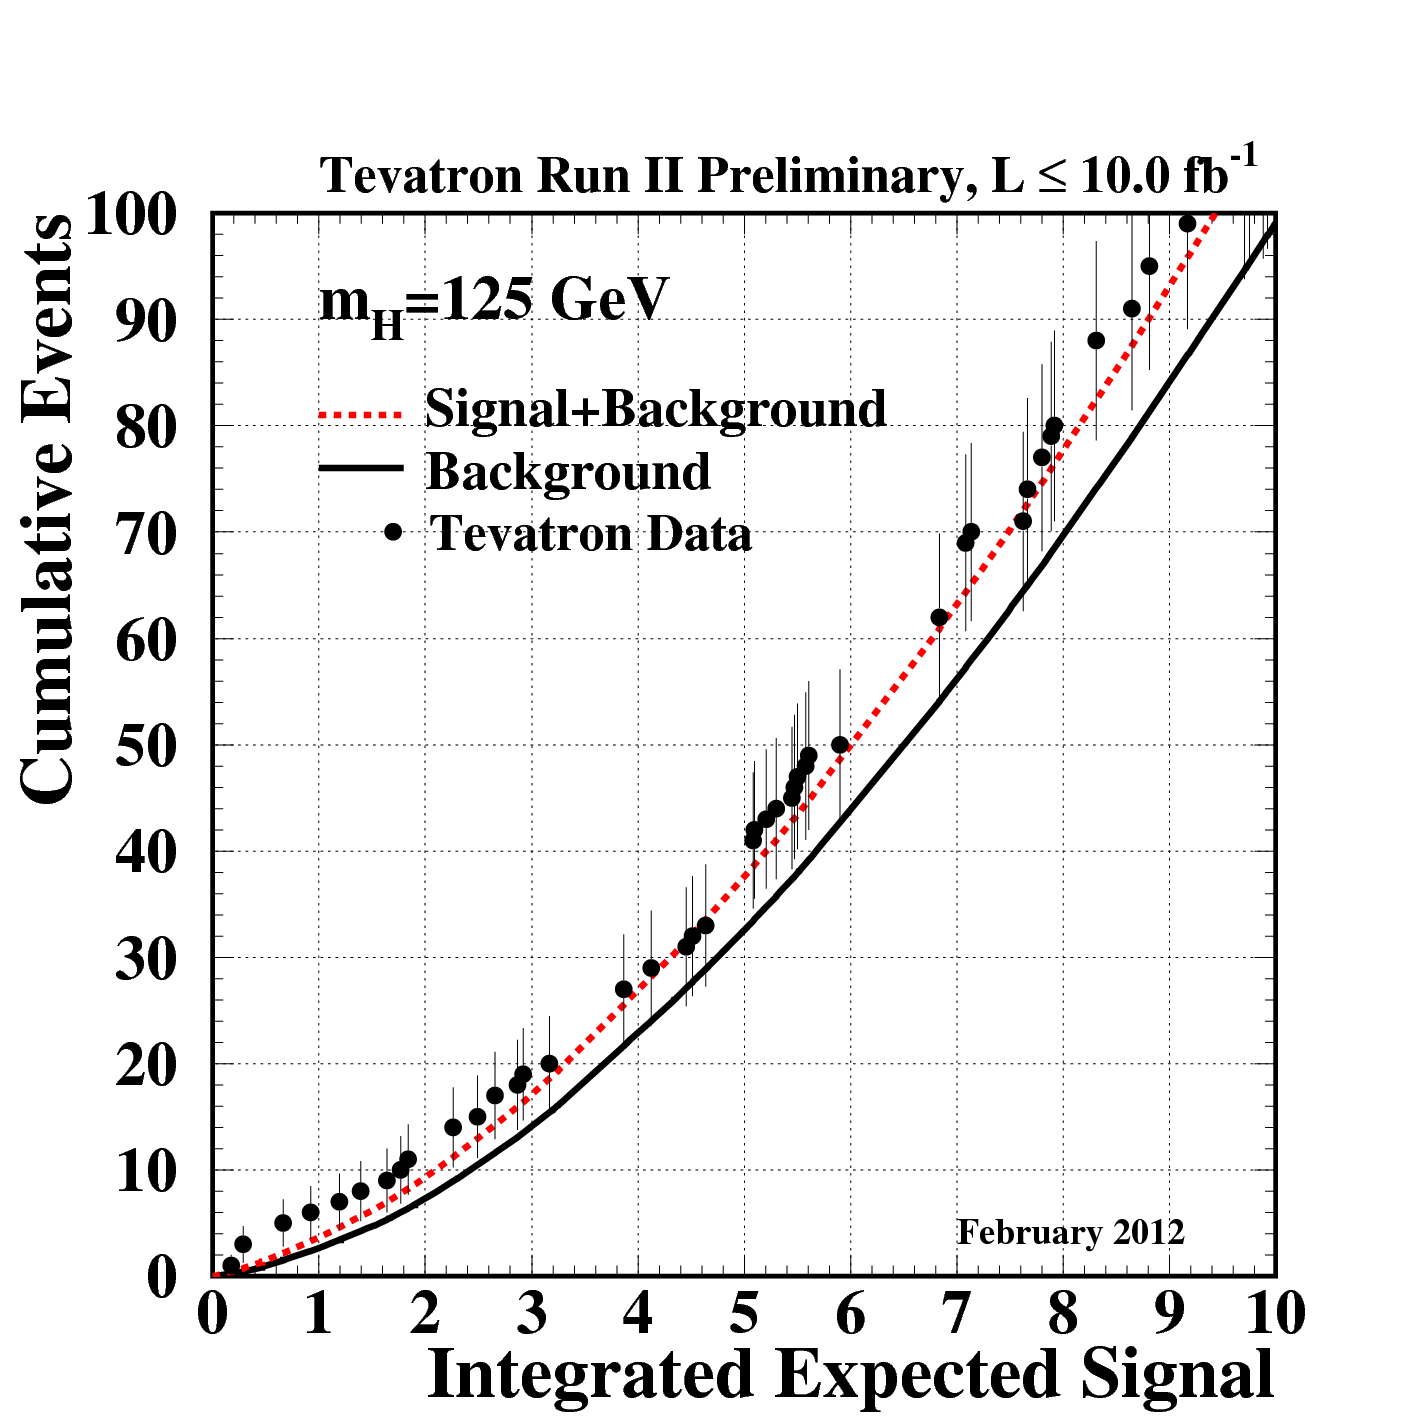 Tevatron Run II Preliminary, L ≤ 10.0 fb⁻¹
Cumulative Events
100
90
80
70
60
50
40
30
20
10
0
m_H=125 GeV
Signal+Background
Background
Tevatron Data
February 2012
0 1 2 3 4 5 6 7 8 9 10
Integrated Expected Signal